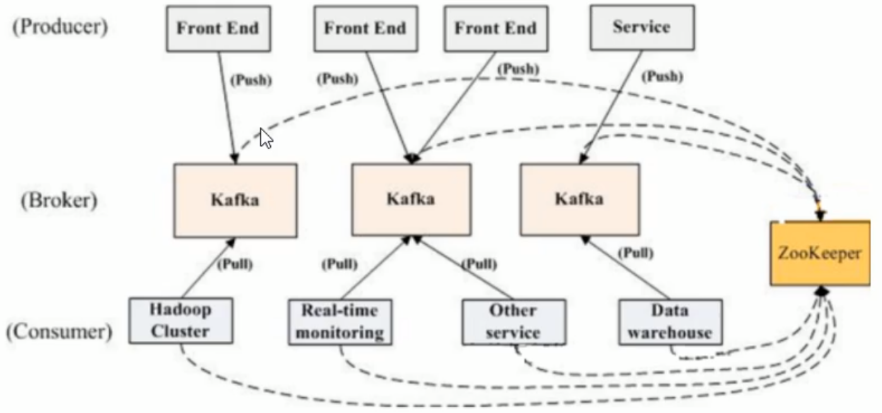 (Producer)
Front End
Front End
Front End
Service
(Push)
(Push)
(Push)
(Push)
(Broker)
Kafka
Kafka
Kafka
ZooKeeper
(Pull)
(Pull)
(Pull)
(Pull)
(Consumer)
Hadoop
Cluster
Real-time
monitoring
Other
service
Data
warehouse